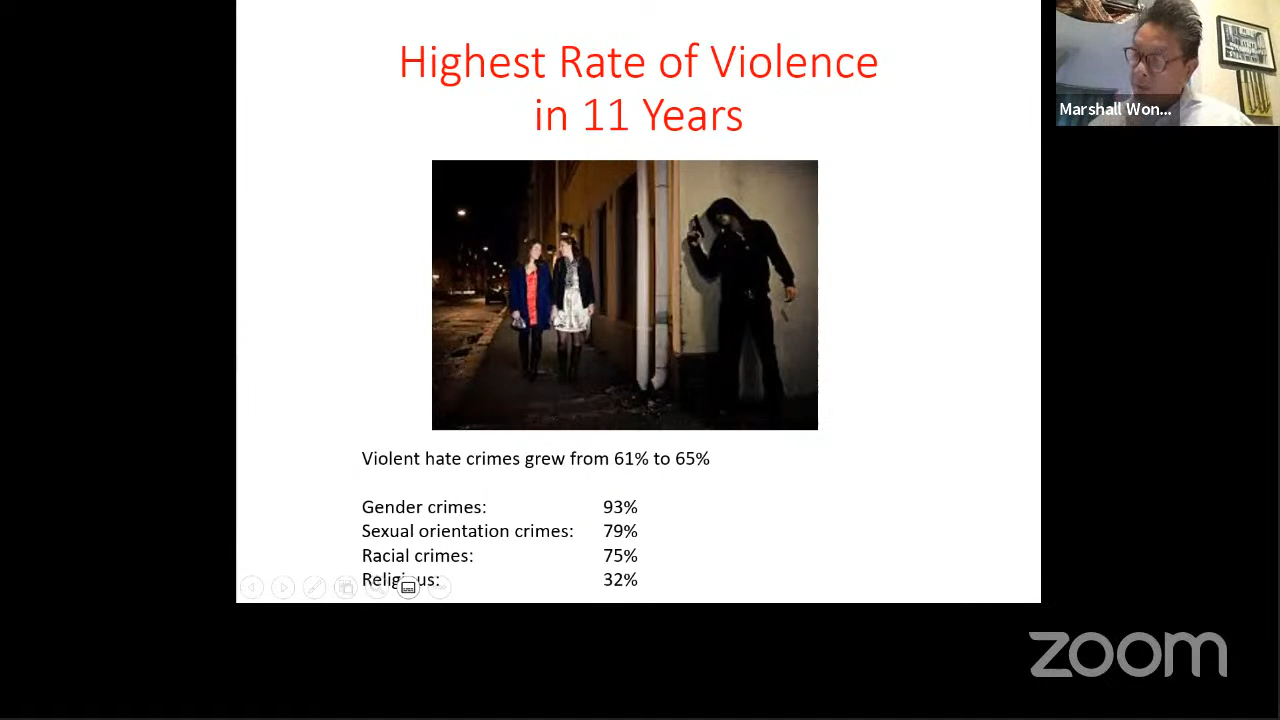 Highest Rate of Violence
in 11 Years
Marshall Won...
Violent hate crimes grew from 61% to 65%
Gender crimes: 93%
Sexual orientation crimes: 79%
Racial crimes: 75%
Religious: 32%
zoom